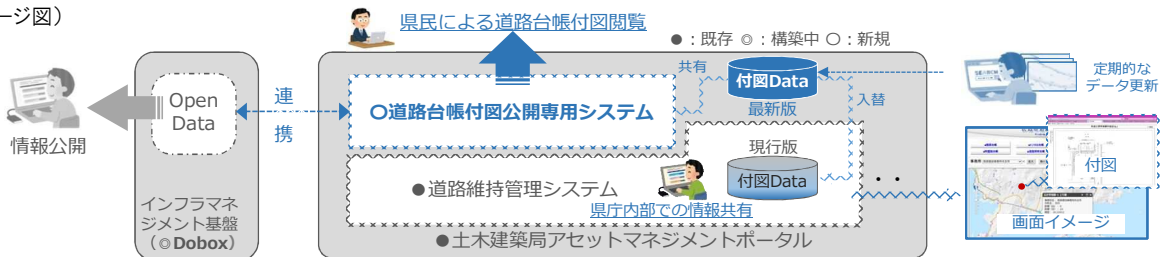 ージ図）
県民による道路台帳付図閲覧
●：既存 ◎：構築中 〇：新規
Open
Data
連
携
情報公開
〇道路台帳付図公開専用システム
共有
付図Data
最新版
入替
定期的な
データ更新
現行版
付図Data
●道路維持管理システム
県庁内部での情報共有
・・
付図
画面イメージ
インフラマネ
ジメント基盤
（◎Dobox）
●土木建築局アセットマネジメントポータル